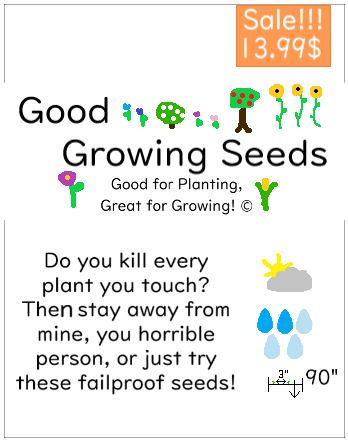 Sale!!!
13.99$
Good
Growing Seeds
Good for Planting,
Great for Growing! ©
Do you kill every
plant you touch?
Then stay away from
mine, you horrible
person, or just try
these failproof seeds!
3" 90"